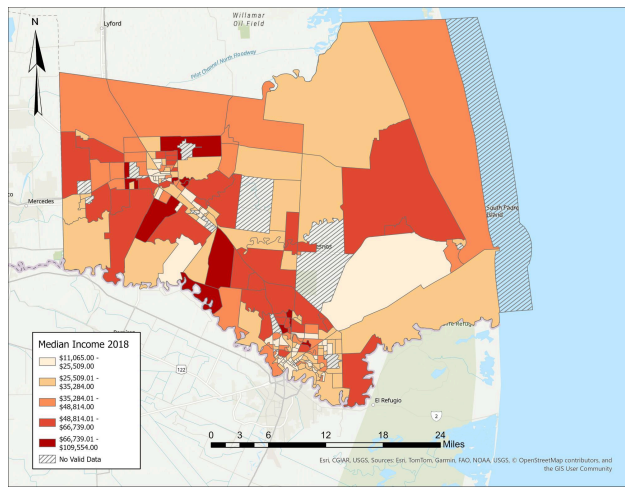 Lyford
Willamar
Oil Field
N
Pilot Channel North Floodway
Mercedes
South Padre
Island
El Refugio
122
2
Median Income 2018
$11,065.00 -
$25,509.00
$25,509.01 -
$35,284.00
$35,284.01 -
$48,814.00
$48,814.01 -
$66,739.00
$66,739.01 -
$109,554.00
No Valid Data
0 3 6 12 18 24
Miles
Esri, CGIAR, USGS, Sources: Esri, TomTom, Garmin, FAO, NOAA, USGS, © OpenStreetMap contributors, and
the GIS User Community